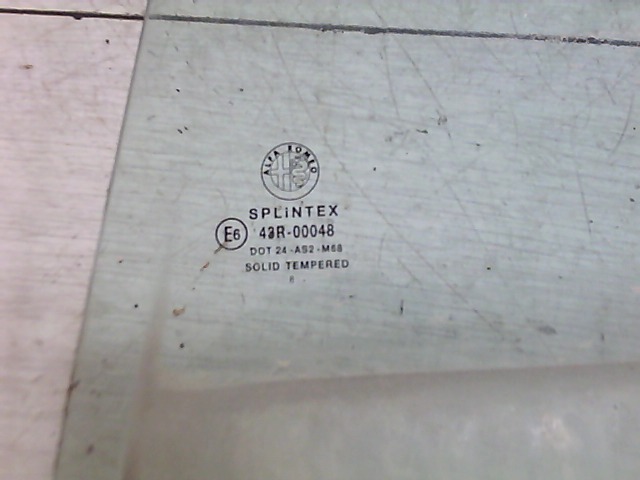 ALFA ROMEO
SPLiNTEX
E6 43R-00048
DOT 24-AS2-M68
SOLID TEMPERED